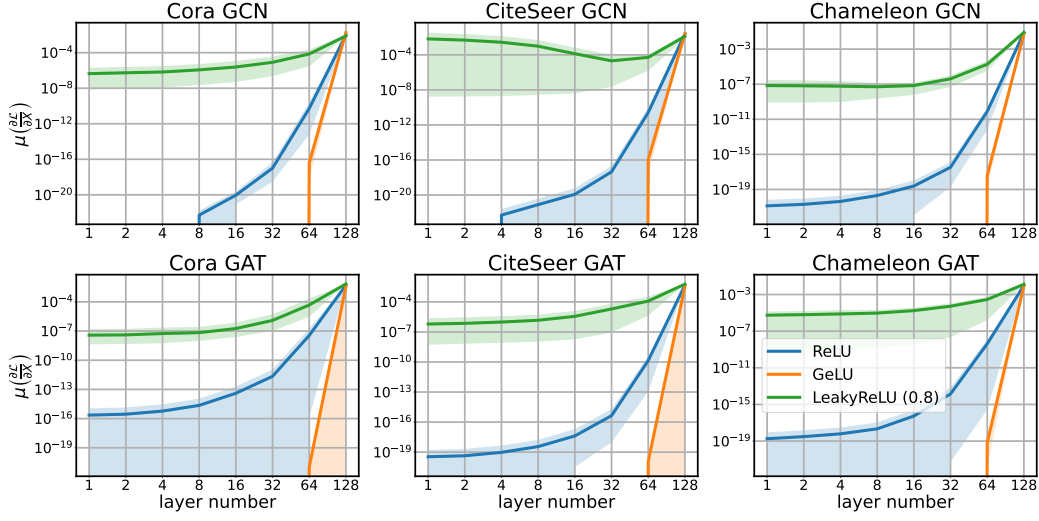 Cora GCN
CiteSeer GCN
Chameleon GCN
μ(∂ℒ/∂X)
10⁻⁴
10⁻⁸
10⁻¹²
10⁻¹⁶
10⁻²⁰
1 2 4 8 16 32 64 128
10⁻⁴
10⁻⁸
10⁻¹²
10⁻¹⁶
10⁻²⁰
1 2 4 8 16 32 64 128
10⁻³
10⁻⁷
10⁻¹¹
10⁻¹⁵
10⁻¹⁹
1 2 4 8 16 32 64 128
Cora GAT
CiteSeer GAT
Chameleon GAT
μ(∂ℒ/∂X)
10⁻⁴
10⁻⁷
10⁻¹⁰
10⁻¹³
10⁻¹⁶
10⁻¹⁹
1 2 4 8 16 32 64 128
layer number
10⁻⁴
10⁻⁷
10⁻¹⁰
10⁻¹³
10⁻¹⁶
10⁻¹⁹
1 2 4 8 16 32 64 128
layer number
10⁻³
10⁻⁷
10⁻¹¹
10⁻¹⁵
10⁻¹⁹
ReLU
GeLU
LeakyReLU (0.8)
1 2 4 8 16 32 64 128
layer number